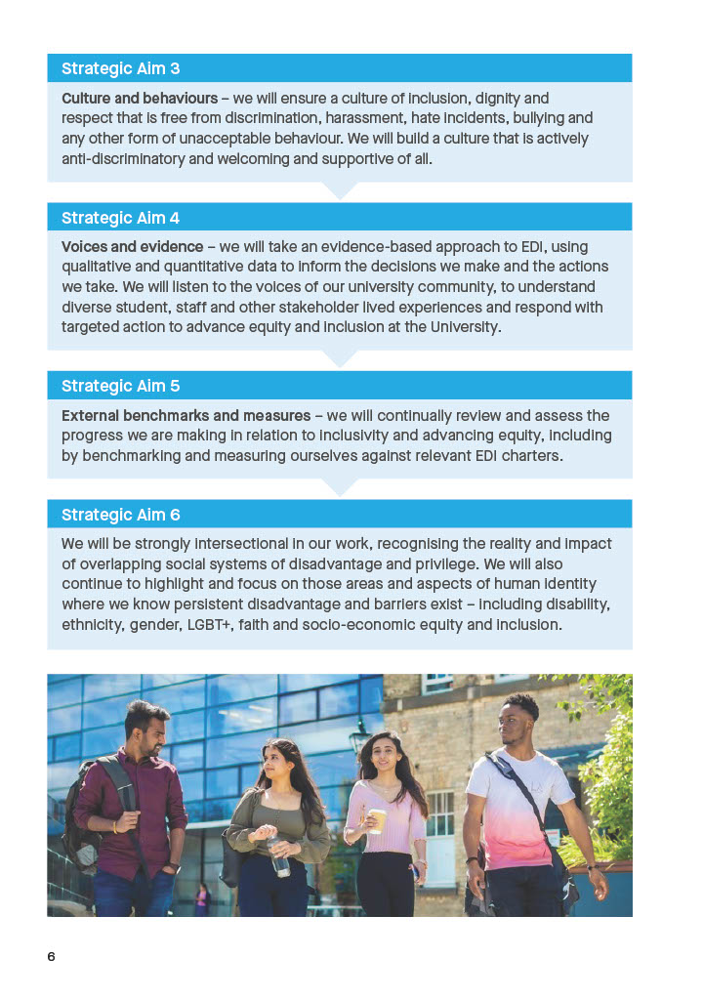 Strategic Aim 3
Culture and behaviours – we will ensure a culture of inclusion, dignity and
respect that is free from discrimination, harassment, hate incidents, bullying and
any other form of unacceptable behaviour. We will build a culture that is actively
anti-discriminatory and welcoming and supportive of all.
Strategic Aim 4
Voices and evidence – we will take an evidence-based approach to EDI, using
qualitative and quantitative data to inform the decisions we make and the actions
we take. We will listen to the voices of our university community, to understand
diverse student, staff and other stakeholder lived experiences and respond with
targeted action to advance equity and inclusion at the University.
Strategic Aim 5
External benchmarks and measures – we will continually review and assess the
progress we are making in relation to inclusivity and advancing equity, including
by benchmarking and measuring ourselves against relevant EDI charters.
Strategic Aim 6
We will be strongly intersectional in our work, recognising the reality and impact
of overlapping social systems of disadvantage and privilege. We will also
continue to highlight and focus on those areas and aspects of human identity
where we know persistent disadvantage and barriers exist – including disability,
ethnicity, gender, LGBT+, faith and socio-economic equity and inclusion.
6